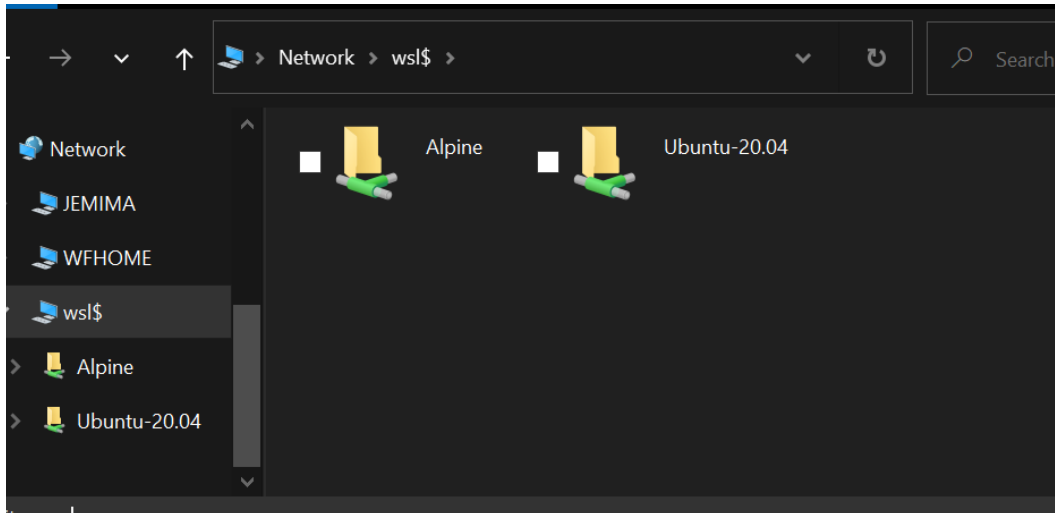 Network > wsl$ >
Search
Network
JEMIMA
WFHOME
wsl$
Alpine
Ubuntu-20.04
Alpine
Ubuntu-20.04